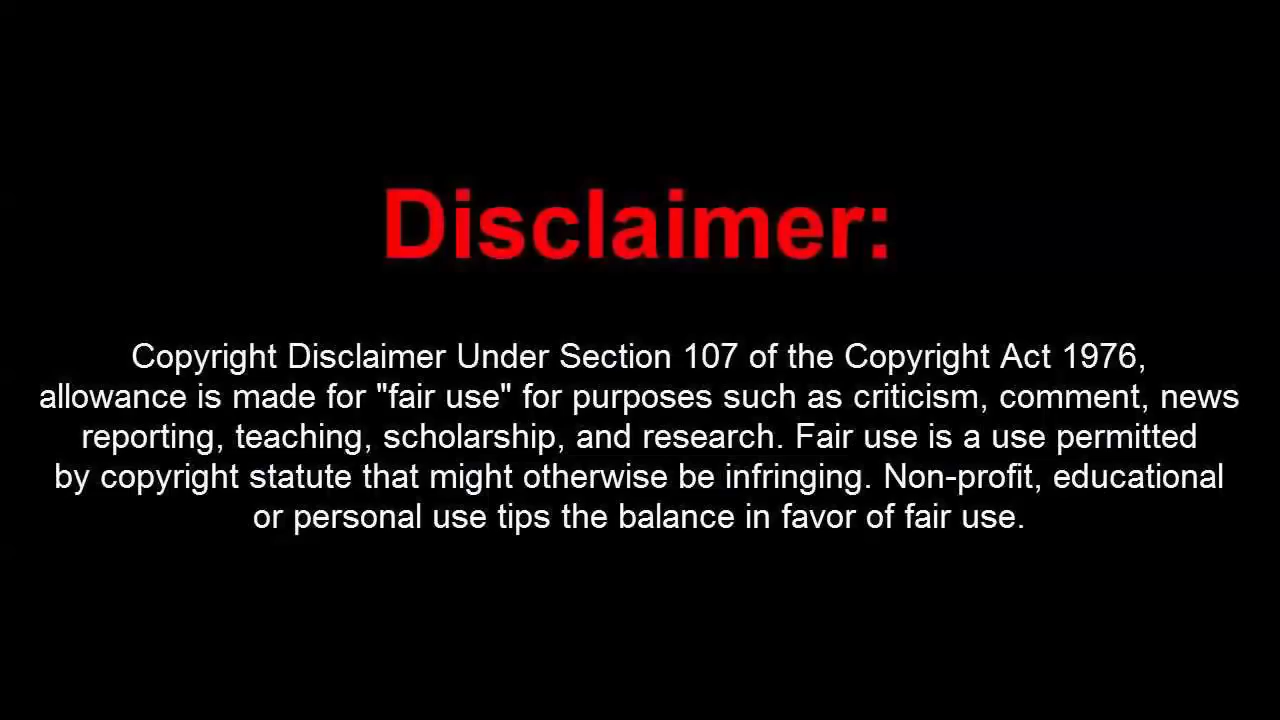 Disclaimer:
Copyright Disclaimer Under Section 107 of the Copyright Act 1976,
allowance is made for "fair use" for purposes such as criticism, comment, news
reporting, teaching, scholarship, and research. Fair use is a use permitted
by copyright statute that might otherwise be infringing. Non-profit, educational
or personal use tips the balance in favor of fair use.